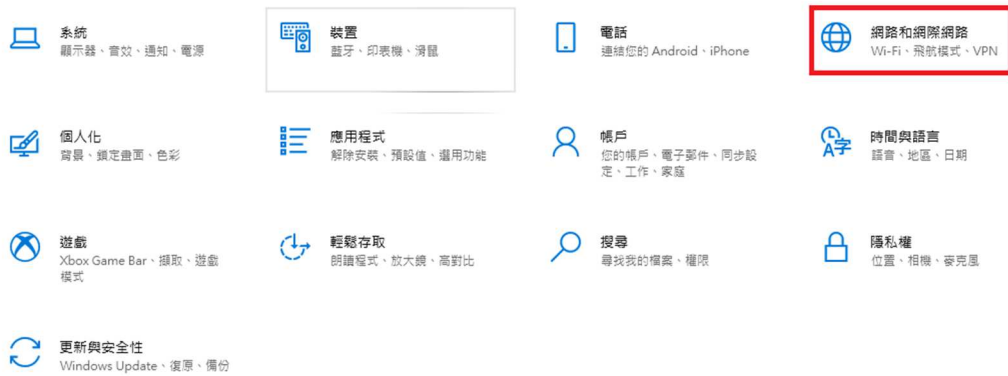 系統
顯示器、音效、通知、電源
裝置
藍牙、印表機、滑鼠
電話
連結您的 Android、iPhone
網路和網際網路
Wi-Fi、飛航模式、VPN
個人化
背景、鎖定畫面、色彩
應用程式
解除安裝、預設值、選用功能
帳戶
您的帳戶、電子郵件、同步設
定、工作、家庭
時間與語言
語音、地區、日期
遊戲
Xbox Game Bar、擷取、遊戲
模式
輕鬆存取
朗讀程式、放大鏡、高對比
搜尋
尋找我的檔案、權限
隱私權
位置、相機、麥克風
更新與安全性
Windows Update、復原、備份